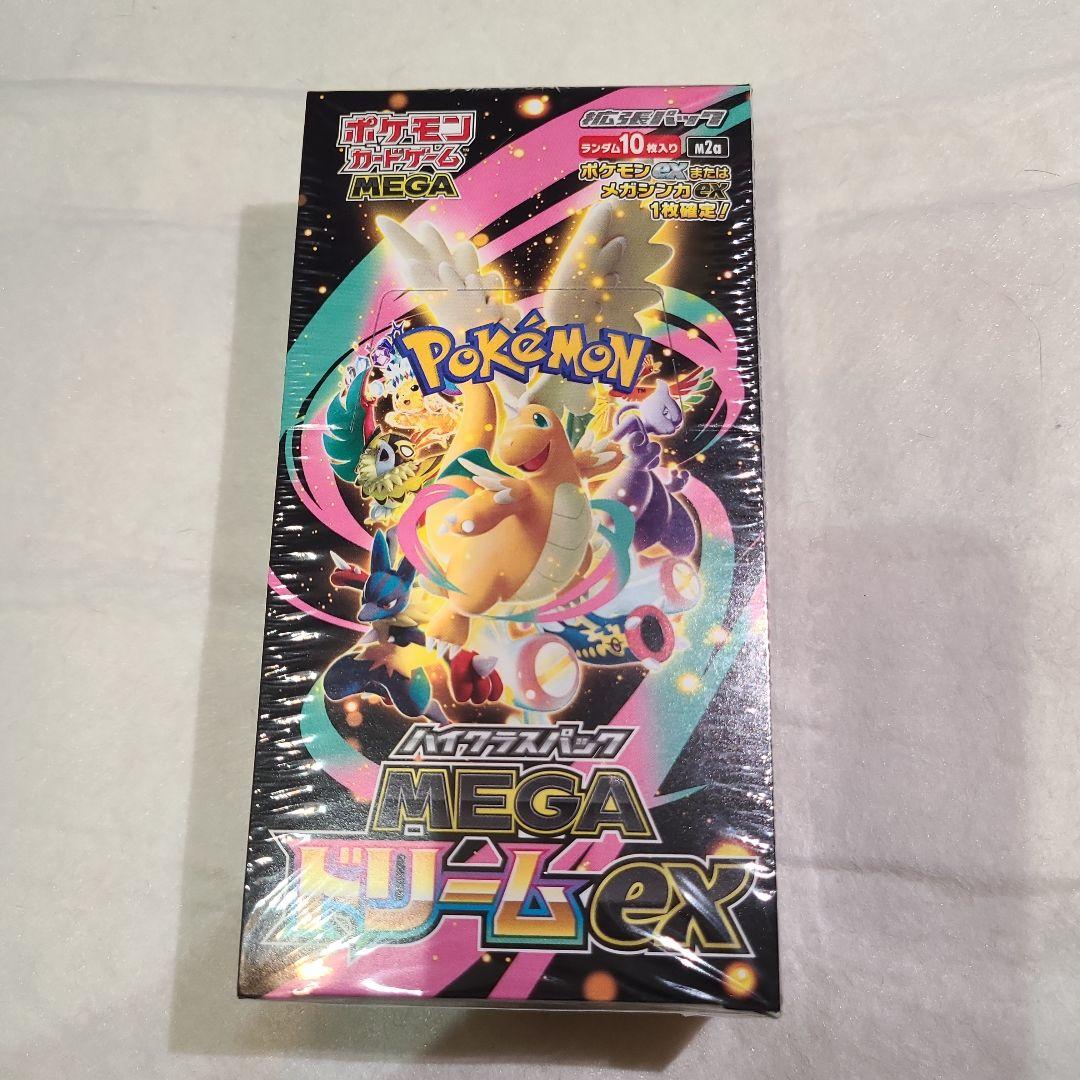 ポケモン
カードゲーム
MEGA
拡張パック
ランダム10枚入り M2a
ポケモンexまたは
メガシンカex
1枚確定!
POKéMON
ハイクラスパック
MEGA
ドリームex